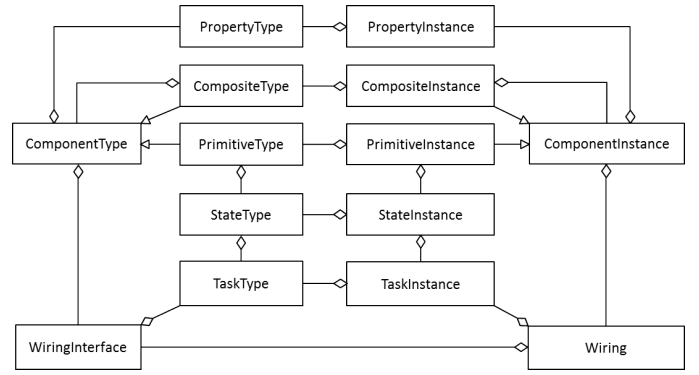 PropertyType
PropertyInstance
CompositeType
CompositeInstance
ComponentType
PrimitiveType
PrimitiveInstance
ComponentInstance
StateType
StateInstance
TaskType
TaskInstance
WiringInterface
Wiring